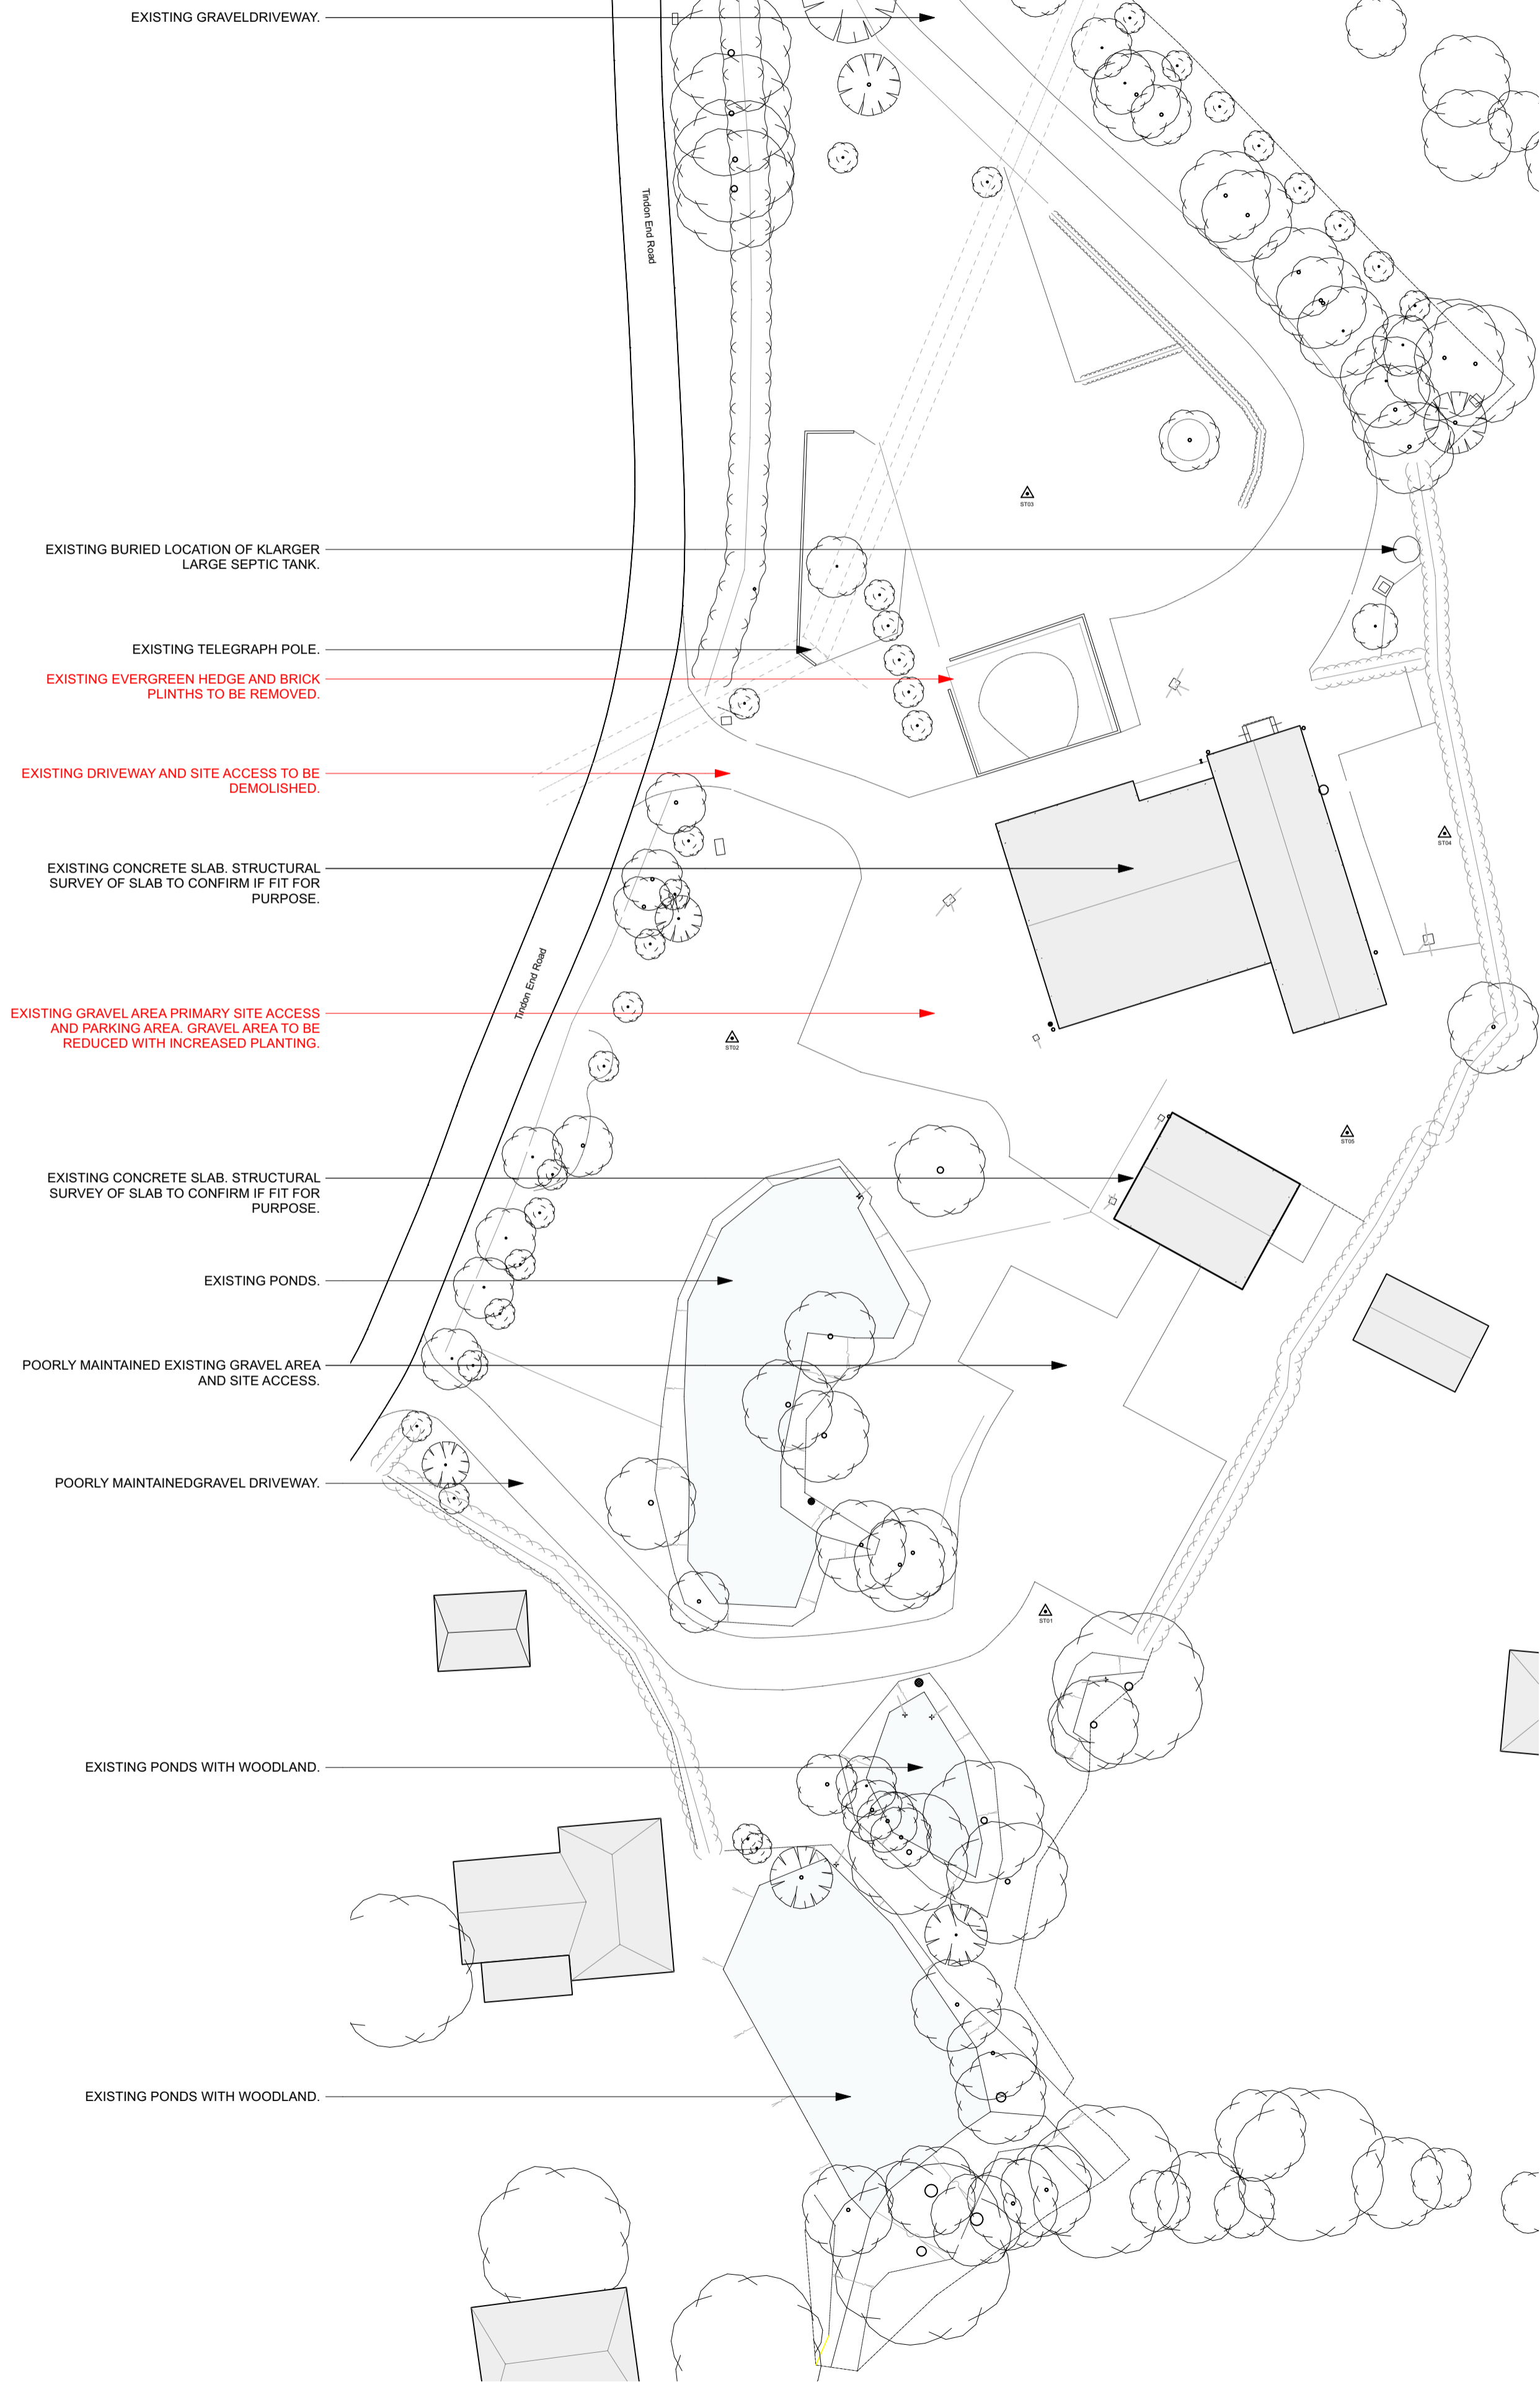 EXISTING GRAVELDRIVEWAY.
Tindon End Road
ST03
EXISTING BURIED LOCATION OF KLARGER
LARGE SEPTIC TANK.
EXISTING TELEGRAPH POLE.
EXISTING EVERGREEN HEDGE AND BRICK
PLINTHS TO BE REMOVED.
EXISTING DRIVEWAY AND SITE ACCESS TO BE
DEMOLISHED.
ST04
EXISTING CONCRETE SLAB. STRUCTURAL
SURVEY OF SLAB TO CONFIRM IF FIT FOR
PURPOSE.
Tindon End Road
EXISTING GRAVEL AREA PRIMARY SITE ACCESS
AND PARKING AREA. GRAVEL AREA TO BE
REDUCED WITH INCREASED PLANTING.
ST02
ST05
EXISTING CONCRETE SLAB. STRUCTURAL
SURVEY OF SLAB TO CONFIRM IF FIT FOR
PURPOSE.
EXISTING PONDS.
POORLY MAINTAINED EXISTING GRAVEL AREA
AND SITE ACCESS.
POORLY MAINTAINEDGRAVEL DRIVEWAY.
ST01
EXISTING PONDS WITH WOODLAND.
EXISTING PONDS WITH WOODLAND.